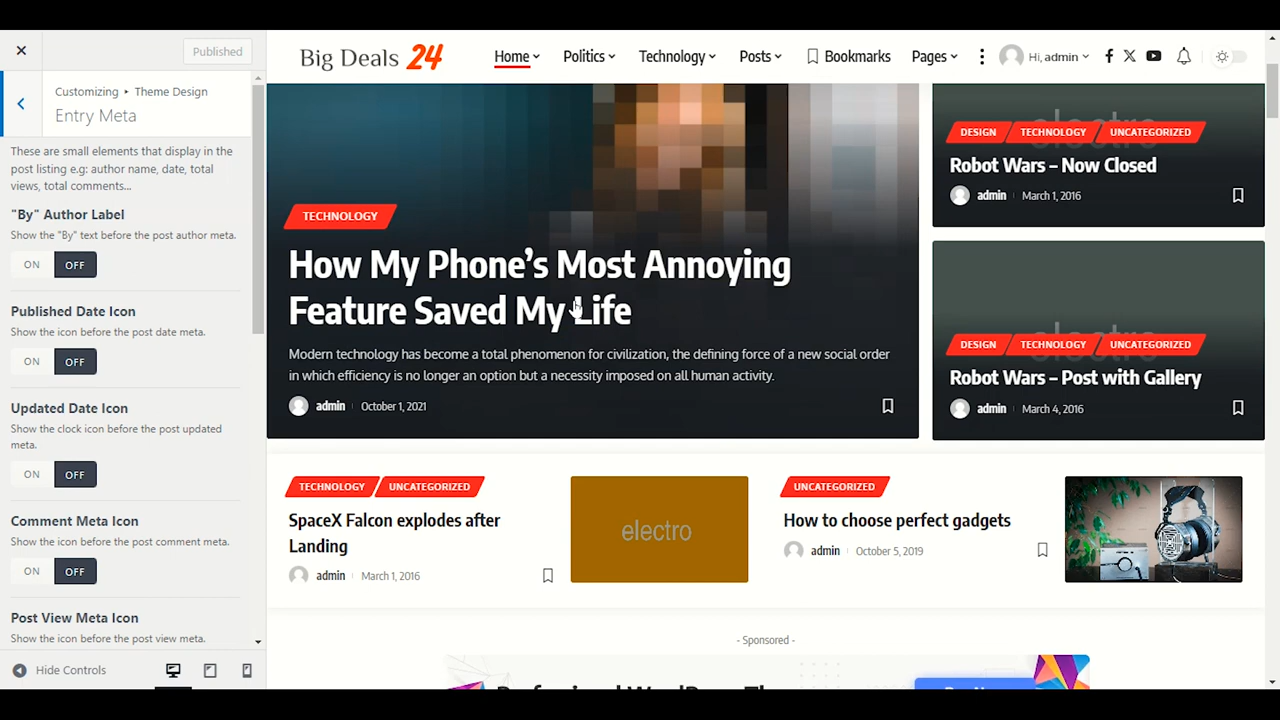 Published
Customizing ▸ Theme Design
Entry Meta
These are small elements that display in the
post listing e.g: author name, date, total
views, total comments...
"By" Author Label
Show the "By" text before the post author meta.
ON OFF
Published Date Icon
Show the icon before the post date meta.
ON OFF
Updated Date Icon
Show the clock icon before the post updated
meta.
ON OFF
Comment Meta Icon
Show the icon before the post comment meta.
ON OFF
Post View Meta Icon
Show the icon before the post view meta.
Hide Controls
Big Deals 24
Home Politics Technology Posts Bookmarks Pages Hi, admin
TECHNOLOGY
How My Phone's Most Annoying
Feature Saved My Life
Modern technology has become a total phenomenon for civilization, the defining force of a new social order
in which efficiency is no longer an option but a necessity imposed on all human activity.
admin October 1, 2021
electro
DESIGN TECHNOLOGY UNCATEGORIZED
Robot Wars – Now Closed
admin March 1, 2016
DESIGN TECHNOLOGY UNCATEGORIZED
Robot Wars – Post with Gallery
admin March 4, 2016
TECHNOLOGY UNCATEGORIZED
SpaceX Falcon explodes after
Landing
admin March 1, 2016
electro
UNCATEGORIZED
How to choose perfect gadgets
admin October 5, 2019
- Sponsored -